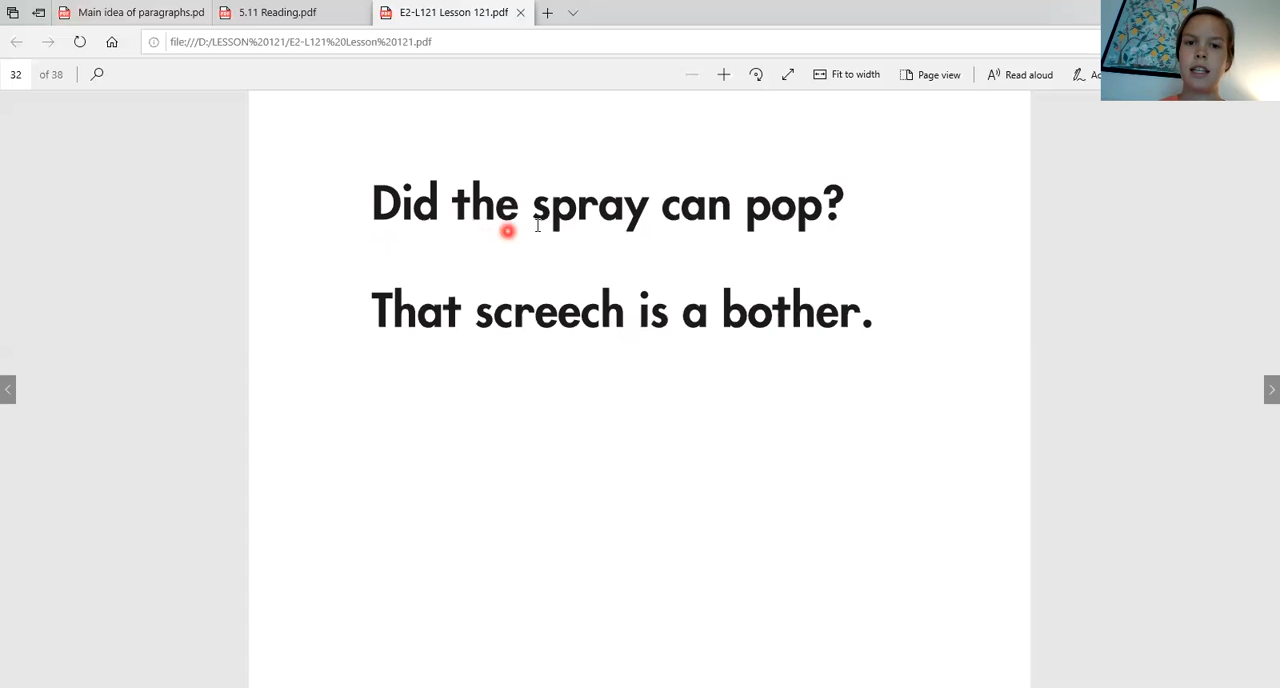 Main idea of paragraphs.pd
5.11 Reading.pdf
E2-L121 Lesson 121.pdf
file:///D:/LESSON%20121/E2-L121%20Lesson%20121.pdf
32 of 38
Fit to width
Page view
Read aloud
Did the spray can pop?
That screech is a bother.